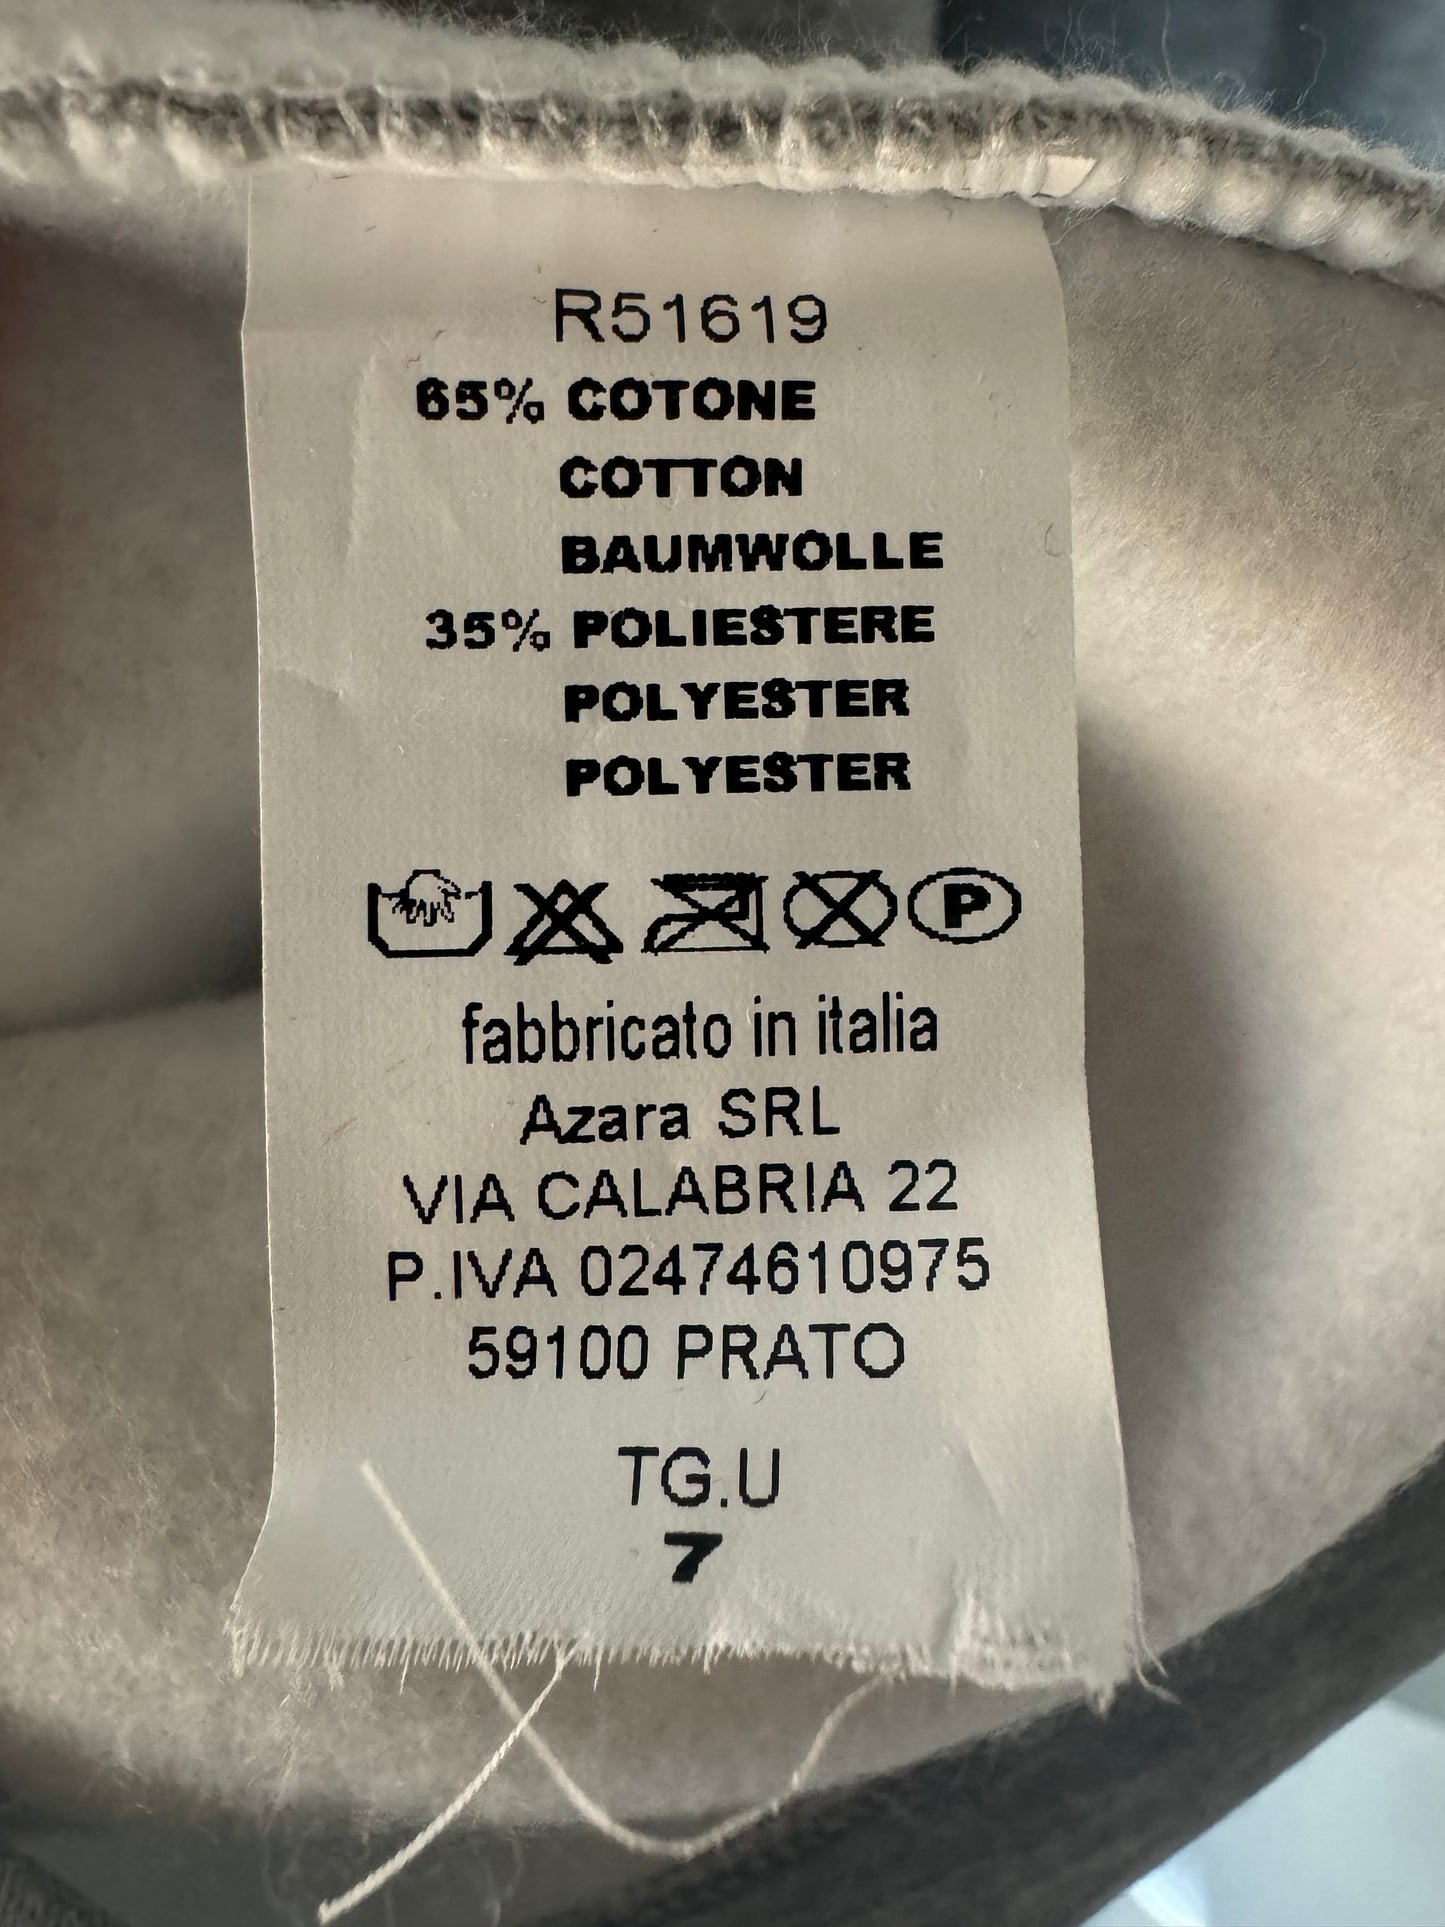 R51619
65% COTONE
COTTON
BAUMWOLLE
35% POLIESTERE
POLYESTER
POLYESTER
P
fabbricato in italia
Azara SRL
VIA CALABRIA 22
P.IVA 02474610975
59100 PRATO
TG.U
7